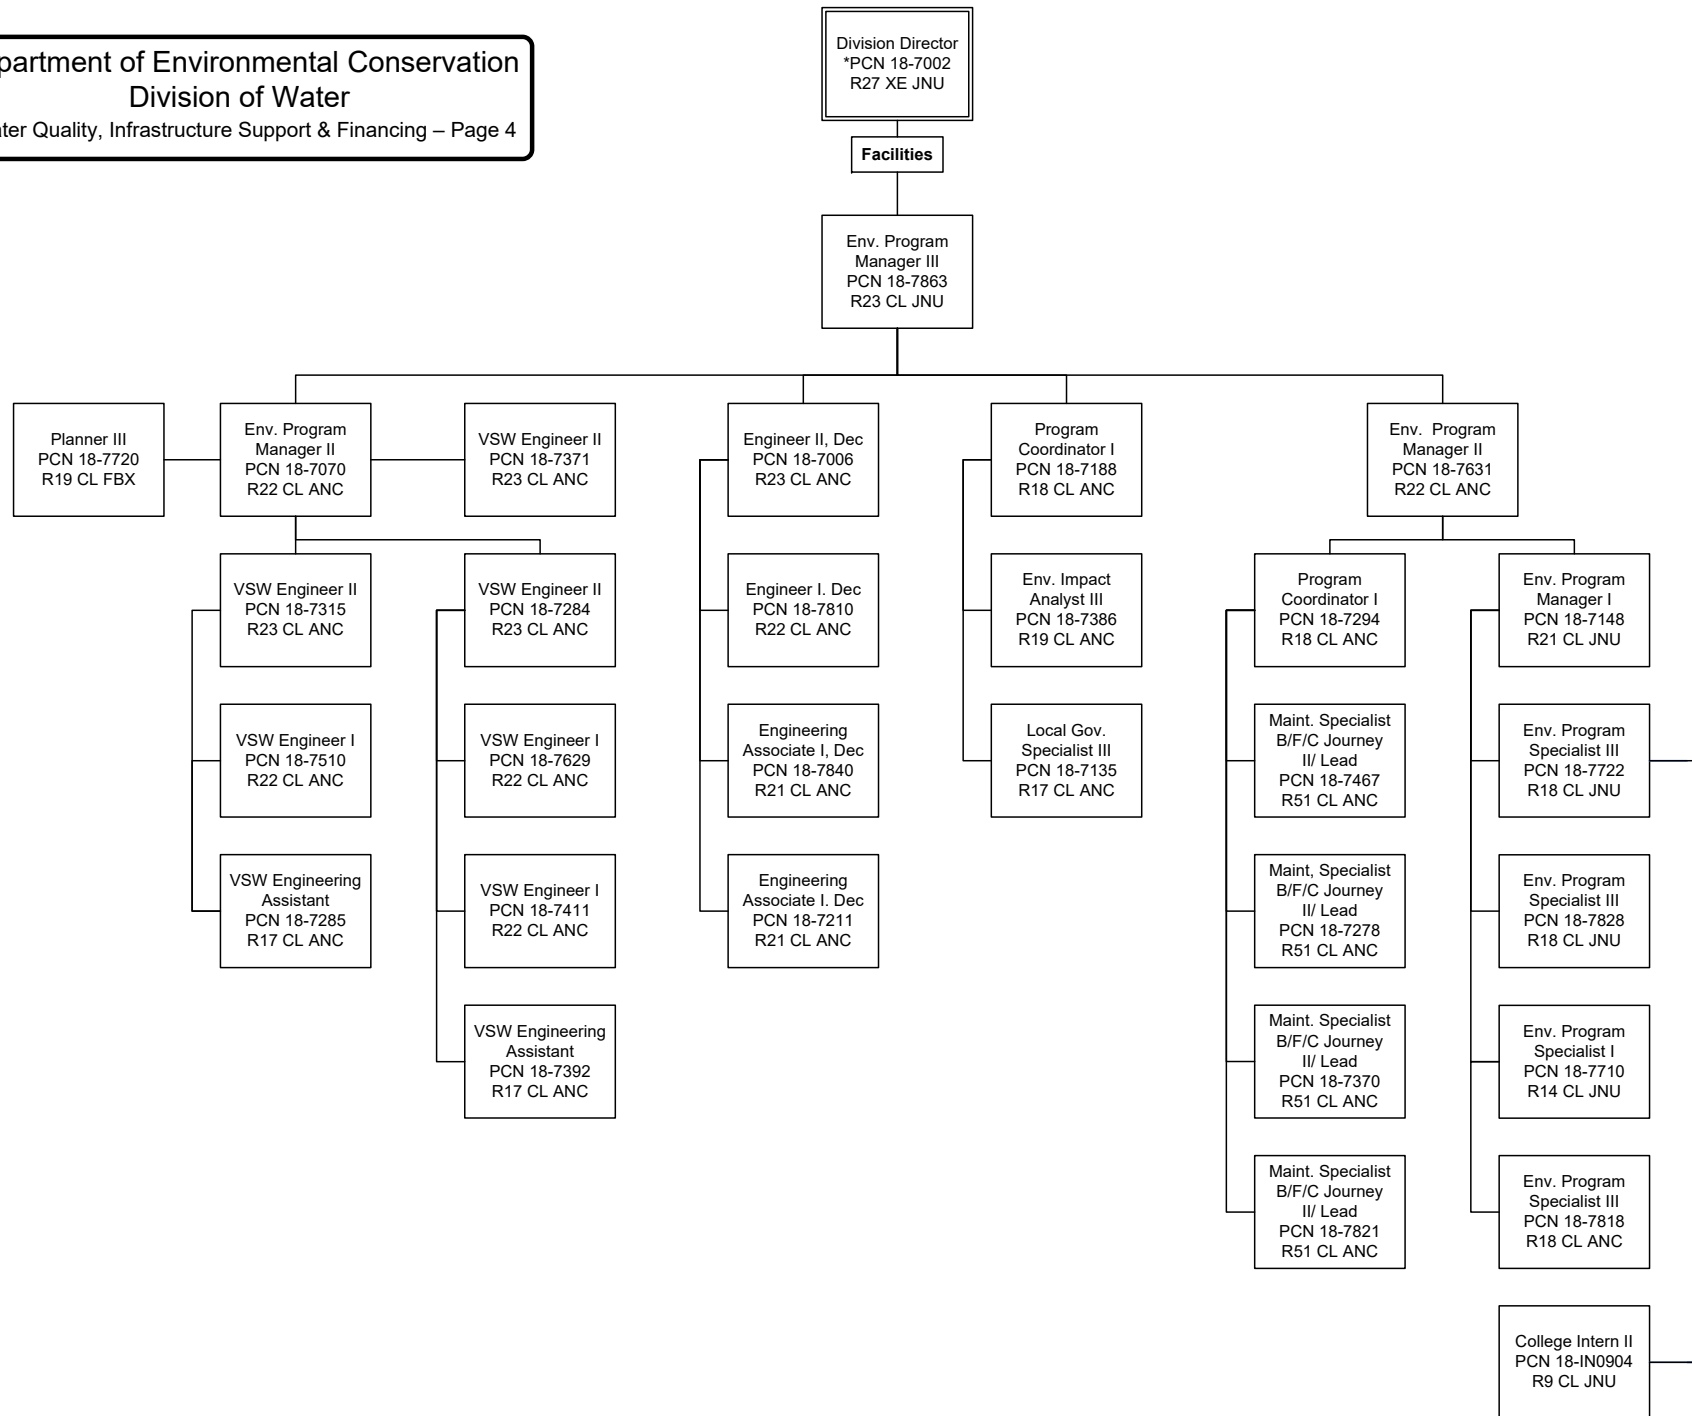 partment of Environmental Conservation
Division of Water
ter Quality, Infrastructure Support & Financing – Page 4
Division Director
*PCN 18-7002
R27 XE JNU
Facilities
Env. Program
Manager III
PCN 18-7863
R23 CL JNU
Planner III
PCN 18-7720
R19 CL FBX
Env. Program
Manager II
PCN 18-7070
R22 CL ANC
VSW Engineer II
PCN 18-7371
R23 CL ANC
Engineer II, Dec
PCN 18-7006
R23 CL ANC
Program
Coordinator I
PCN 18-7188
R18 CL ANC
Env. Program
Manager II
PCN 18-7631
R22 CL ANC
VSW Engineer II
PCN 18-7315
R23 CL ANC
VSW Engineer II
PCN 18-7284
R23 CL ANC
Engineer I. Dec
PCN 18-7810
R22 CL ANC
Env. Impact
Analyst III
PCN 18-7386
R19 CL ANC
Program
Coordinator I
PCN 18-7294
R18 CL ANC
Env. Program
Manager I
PCN 18-7148
R21 CL JNU
VSW Engineer I
PCN 18-7510
R22 CL ANC
VSW Engineer I
PCN 18-7629
R22 CL ANC
Engineering
Associate I, Dec
PCN 18-7840
R21 CL ANC
Local Gov.
Specialist III
PCN 18-7135
R17 CL ANC
Maint. Specialist
B/F/C Journey
II/ Lead
PCN 18-7467
R51 CL ANC
Env. Program
Specialist III
PCN 18-7722
R18 CL JNU
VSW Engineering
Assistant
PCN 18-7285
R17 CL ANC
VSW Engineer I
PCN 18-7411
R22 CL ANC
Engineering
Associate I. Dec
PCN 18-7211
R21 CL ANC
Maint, Specialist
B/F/C Journey
II/ Lead
PCN 18-7278
R51 CL ANC
Env. Program
Specialist III
PCN 18-7828
R18 CL JNU
VSW Engineering
Assistant
PCN 18-7392
R17 CL ANC
Maint. Specialist
B/F/C Journey
II/ Lead
PCN 18-7370
R51 CL ANC
Env. Program
Specialist I
PCN 18-7710
R14 CL JNU
Maint. Specialist
B/F/C Journey
II/ Lead
PCN 18-7821
R51 CL ANC
Env. Program
Specialist III
PCN 18-7818
R18 CL ANC
College Intern II
PCN 18-IN0904
R9 CL JNU